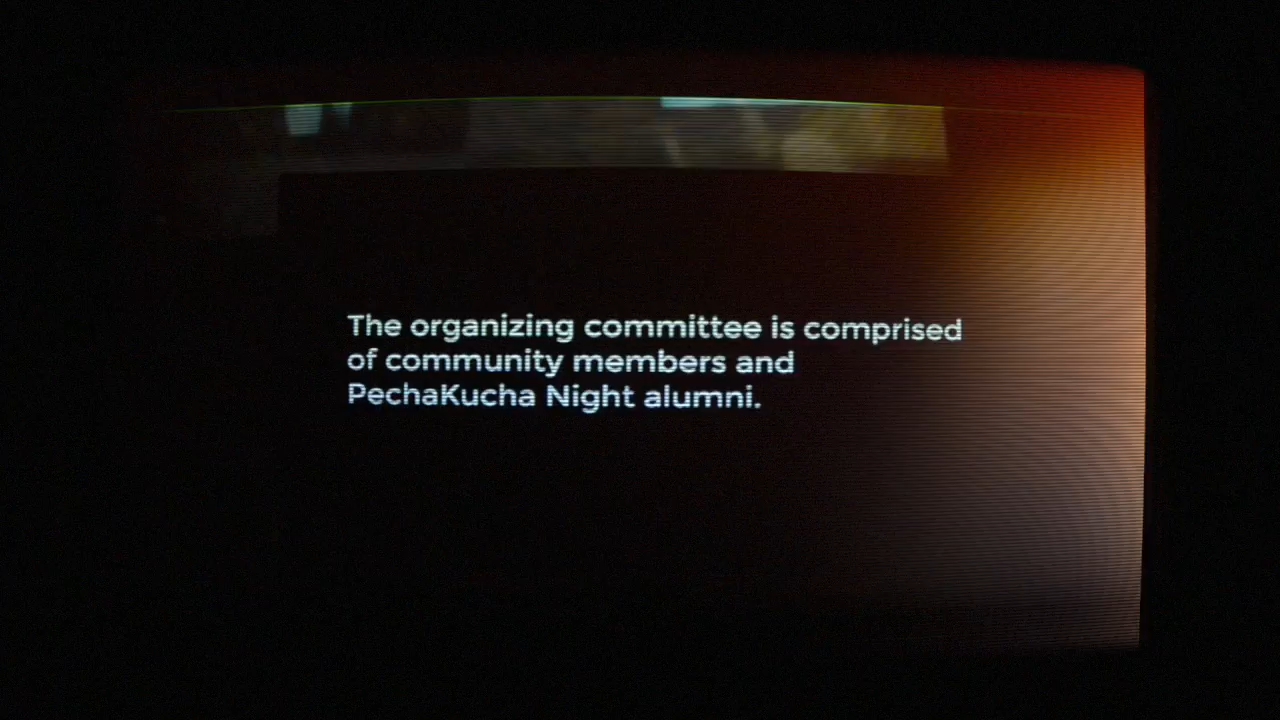 The organizing committee is comprised
of community members and
PechaKucha Night alumni.